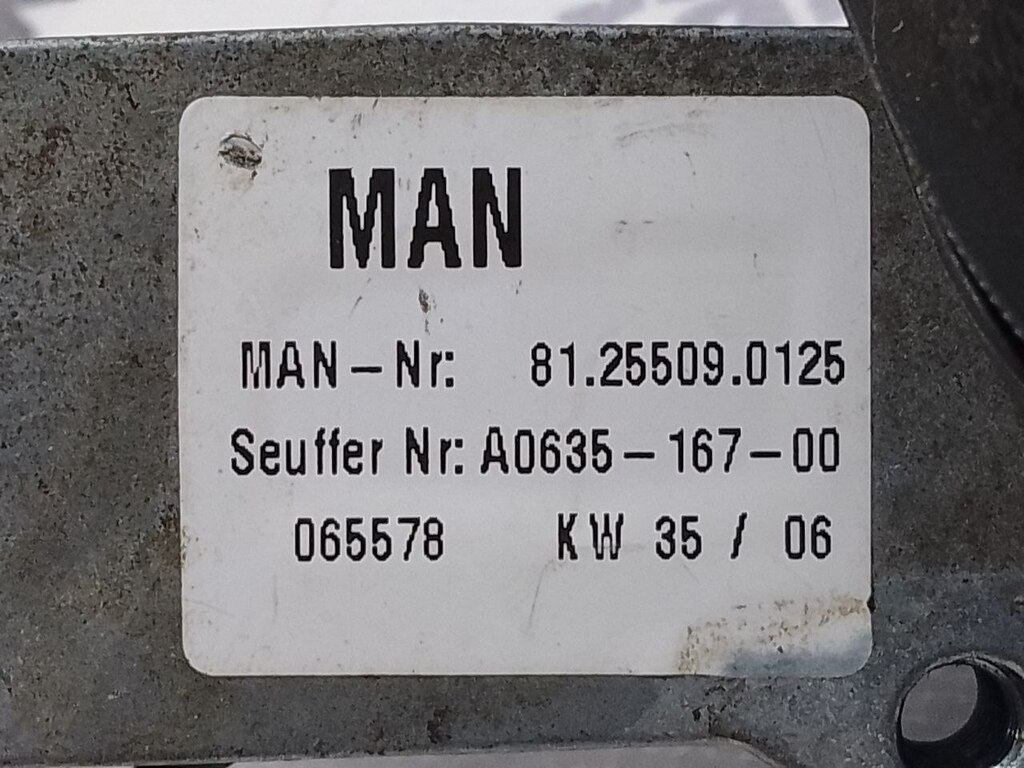 MAN
MAN-Nr: 81.25509.0125
Seuffer Nr: A0635-167-00
065578 KW 35 / 06